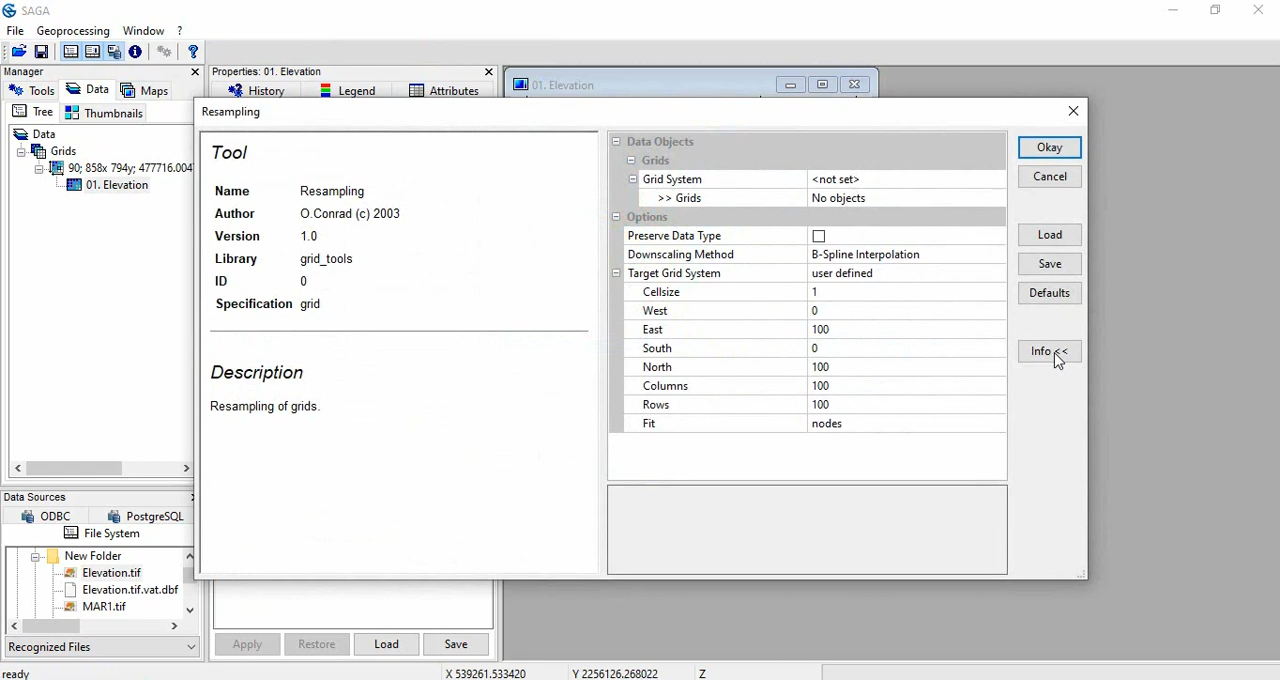 SAGA
File Geoprocessing Window ?
Manager
Tools Data Maps
Tree Thumbnails
Data
Grids
90; 858x 794y; 477716.004
01. Elevation
Properties: 01. Elevation
History Legend Attributes
01. Elevation
Resampling
Tool
Name Resampling
Author O.Conrad (c) 2003
Version 1.0
Library grid_tools
ID 0
Specification grid
Description
Resampling of grids.
Data Objects
Grids
Grid System <not set>
>> Grids No objects
Options
Preserve Data Type
Downscaling Method B-Spline Interpolation
Target Grid System user defined
Cellsize 1
West 0
East 100
South 0
North 100
Columns 100
Rows 100
Fit nodes
Okay
Cancel
Load
Save
Defaults
Info <<
Data Sources
ODBC PostgreSQL
File System
New Folder
Elevation.tif
Elevation.tif.vat.dbf
MAR1.tif
Recognized Files
Apply Restore Load Save
ready X 539261.533420 Y 2256126.268022 Z